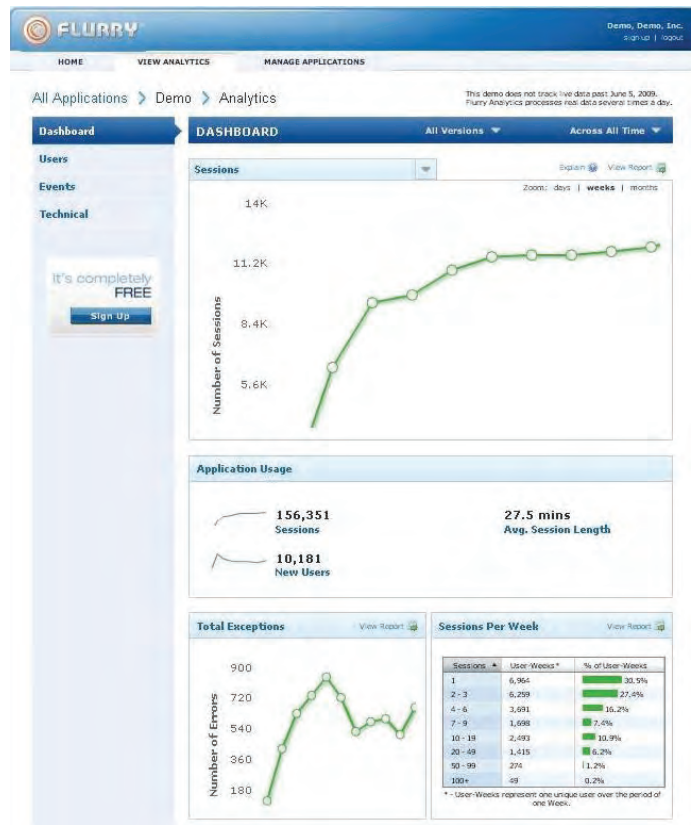 FLURRY
Demo, Demo, Inc.
sign up | logout
HOME VIEW ANALYTICS MANAGE APPLICATIONS
All Applications > Demo > Analytics
This demo does not track live data past June 5, 2009.
Flurry Analytics processes real data several times a day.
Dashboard
Users
Events
Technical
It's completely
FREE
Sign Up
DASHBOARD All Versions Across All Time
Sessions
Explain View Report
Zoom: days | weeks | months
14K
11.2K
8.4K
5.6K
Number of Sessions
Application Usage
156,351
Sessions
27.5 mins
Avg. Session Length
10,181
New Users
Total Exceptions View Report
900
720
540
360
180
Number of Errors
Sessions Per Week View Report
Sessions User-Weeks* % of User-Weeks
1 6,964 30.5%
2 - 3 6,259 27.4%
4 - 6 3,691 16.2%
7 - 9 1,698 7.4%
10 - 19 2,493 10.9%
20 - 49 1,415 6.2%
50 - 99 274 1.2%
100+ 49 0.2%
* - User-Weeks represent one unique user over the period of
one Week.